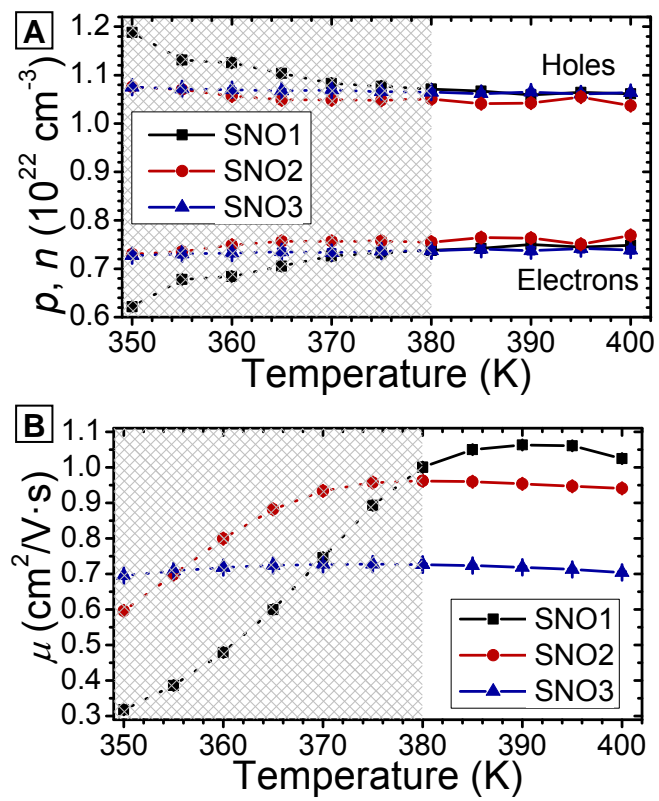 A
p, n (10²² cm⁻³)
1.2
1.1
1.0
0.9
0.8
0.7
0.6
Holes
SNO1
SNO2
SNO3
Electrons
350 360 370 380 390 400
Temperature (K)
B
μ (cm²/V·s)
1.1
1.0
0.9
0.8
0.7
0.6
0.5
0.4
0.3
SNO1
SNO2
SNO3
350 360 370 380 390 400
Temperature (K)